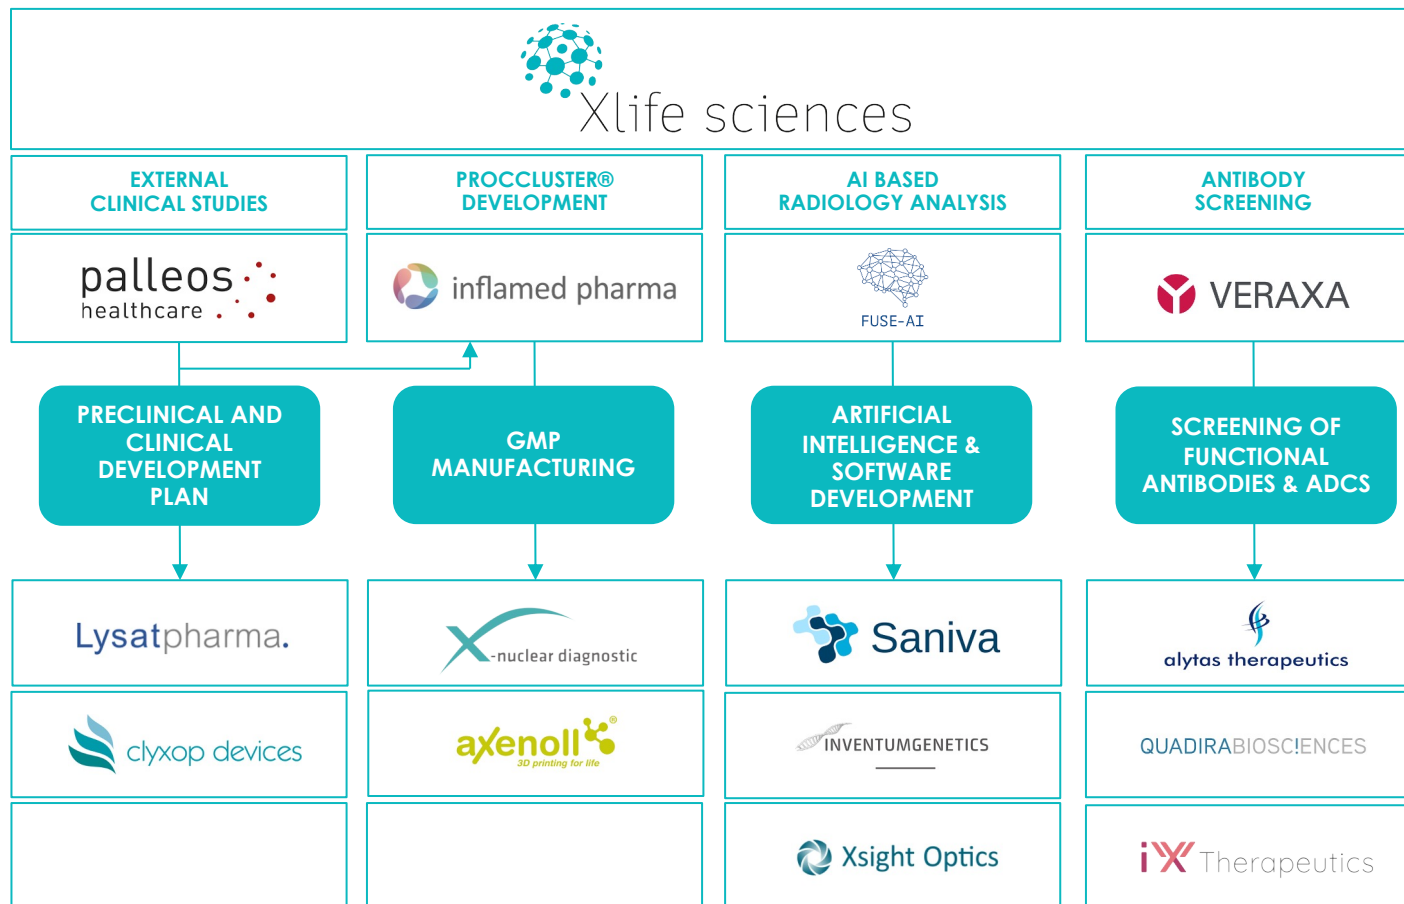 Xlife sciences
EXTERNAL
CLINICAL STUDIES
PROCCLUSTER®
DEVELOPMENT
AI BASED
RADIOLOGY ANALYSIS
ANTIBODY
SCREENING
palleos
healthcare
inflamed pharma
FUSE-AI
VERAXA
PRECLINICAL AND
CLINICAL
DEVELOPMENT
PLAN
GMP
MANUFACTURING
ARTIFICIAL
INTELLIGENCE &
SOFTWARE
DEVELOPMENT
SCREENING OF
FUNCTIONAL
ANTIBODIES & ADCS
Lysatpharma.
X-nuclear diagnostic
Saniva
alytas therapeutics
clyxop devices
axenoll®
3D printing for life
INVENTUMGENETICS
QUADIRABIOSC!ENCES
Xsight Optics
iX Therapeutics